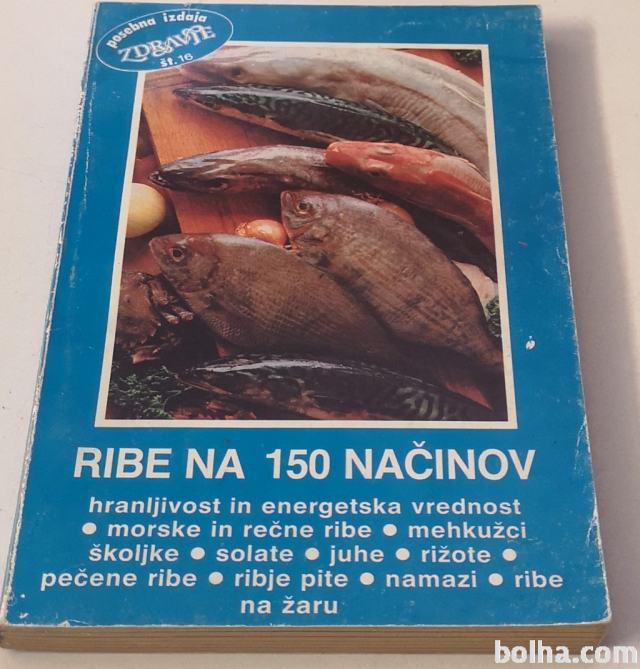 posebna izdaja
ZDRAVJE
št. 16
RIBE NA 150 NAČINOV
hranljivost in energetska vrednost
● morske in rečne ribe ● mehkužci
školjke ● solate ● juhe ● rižote ●
pečene ribe ● ribje pite ● namazi ● ribe
na žaru
bolha.com